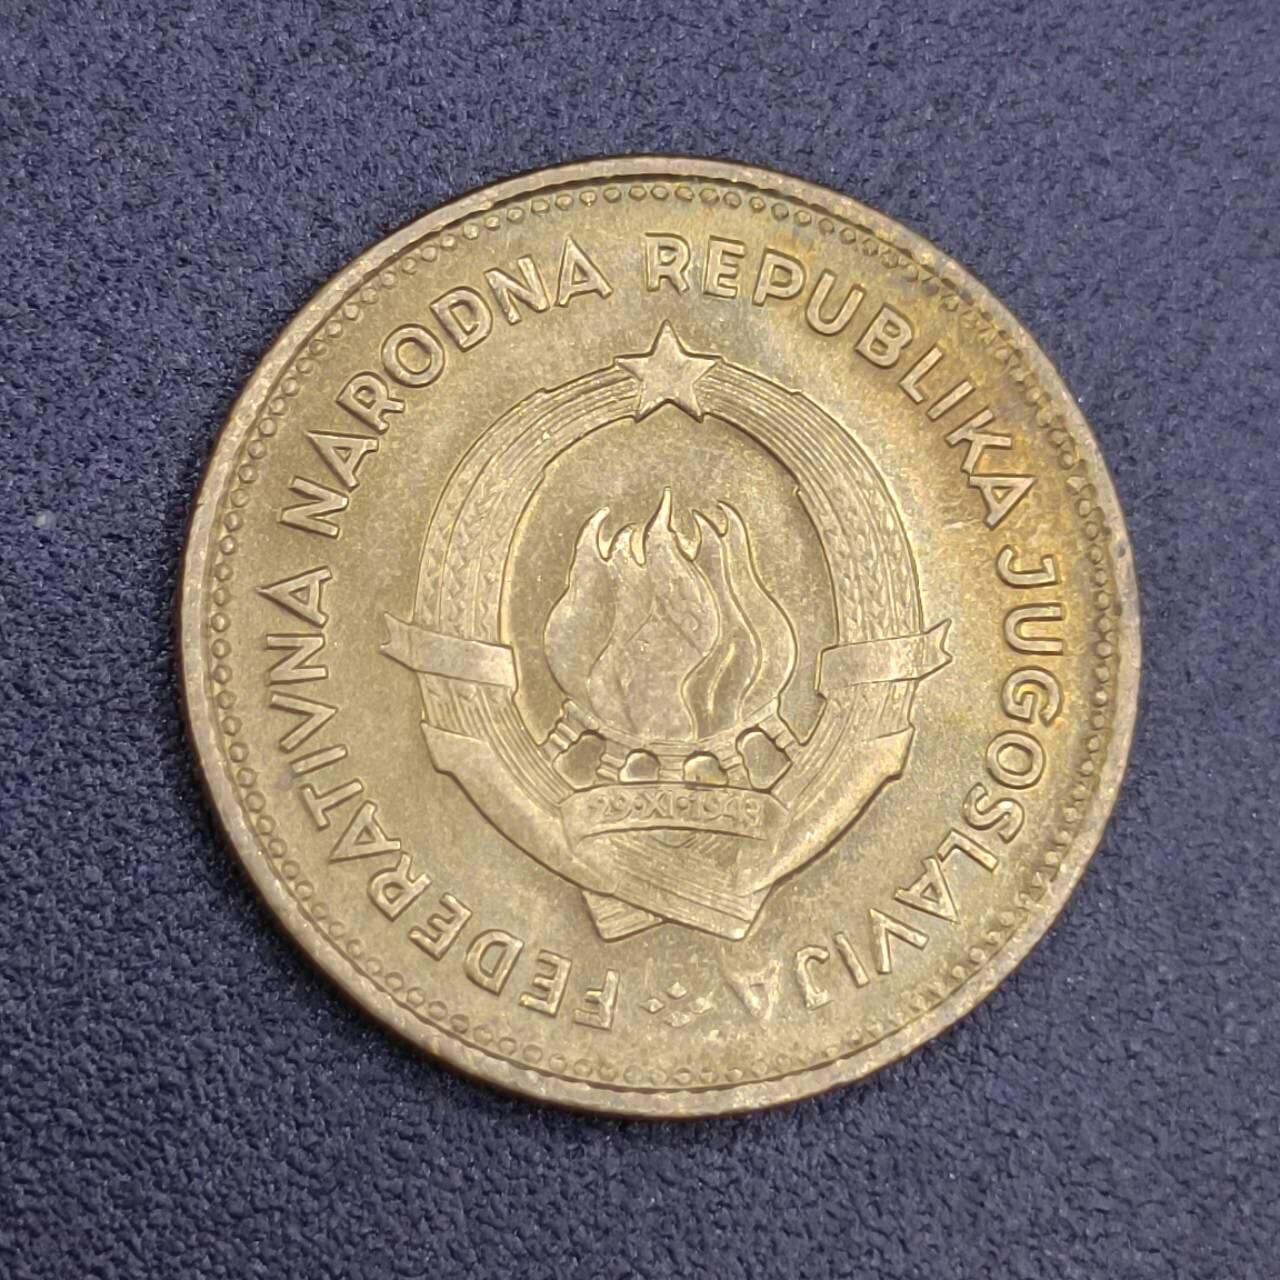 FEDERATIVNA NARODNA REPUBLIKA JUGOSLAVIJA
·29·XI·1943